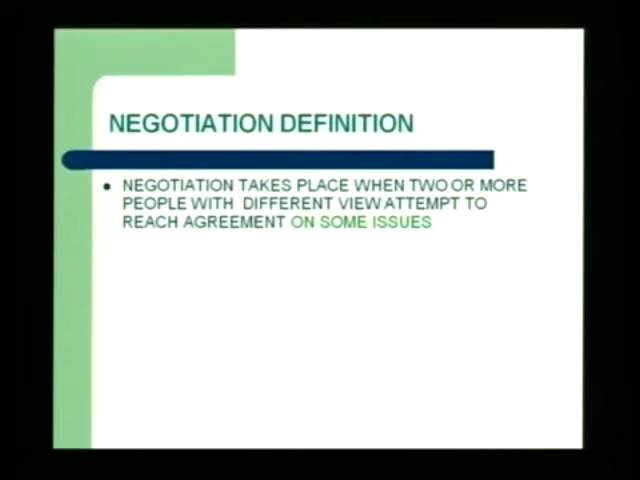 NEGOTIATION DEFINITION
NEGOTIATION TAKES PLACE WHEN TWO OR MORE
PEOPLE WITH DIFFERENT VIEW ATTEMPT TO
REACH AGREEMENT ON SOME ISSUES